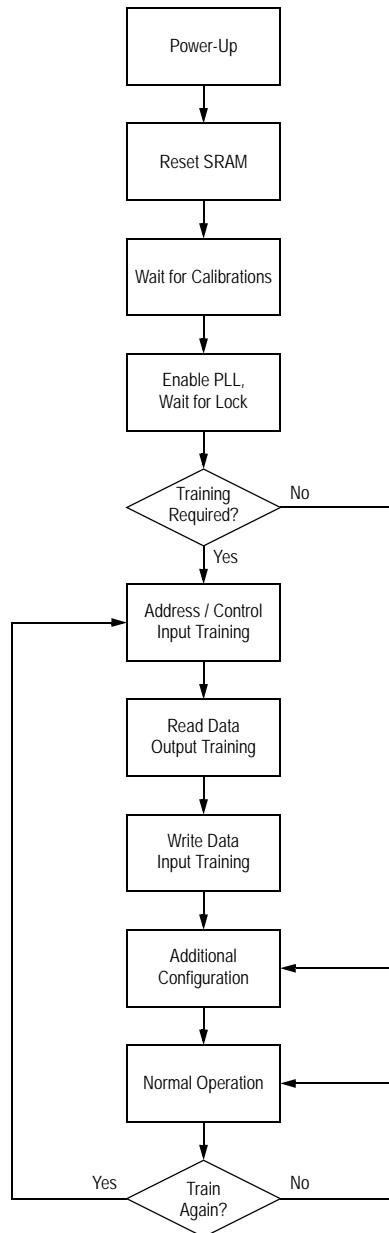 Power-Up
Reset SRAM
Wait for Calibrations
Enable PLL,
Wait for Lock
Training
Required?
No
Yes
Address / Control
Input Training
Read Data
Output Training
Write Data
Input Training
Additional
Configuration
Normal Operation
Yes
Train
Again?
No